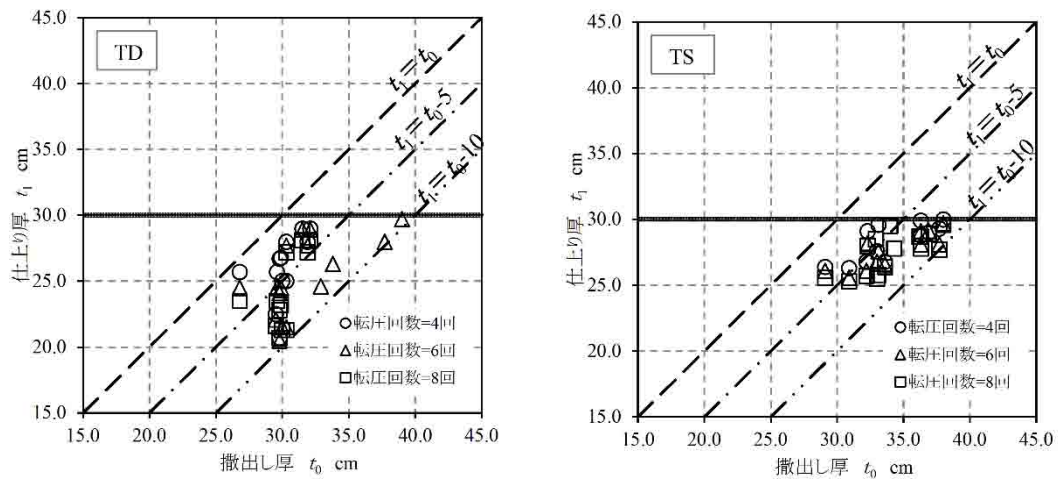 TD
45.0
40.0
35.0
30.0
25.0
20.0
15.0
仕上り厚 t₁ cm
t₁=t₀
t₁=t₀-5
t₁=t₀-10
転圧回数=4回
転圧回数=6回
転圧回数=8回
15.0 20.0 25.0 30.0 35.0 40.0 45.0
撒出し厚 t₀ cm
TS
45.0
40.0
35.0
30.0
25.0
20.0
15.0
仕上り厚 t₁ cm
t₁=t₀
t₁=t₀-5
t₁=t₀-10
転圧回数=4回
転圧回数=6回
転圧回数=8回
15.0 20.0 25.0 30.0 35.0 40.0 45.0
撒出し厚 t₀ cm